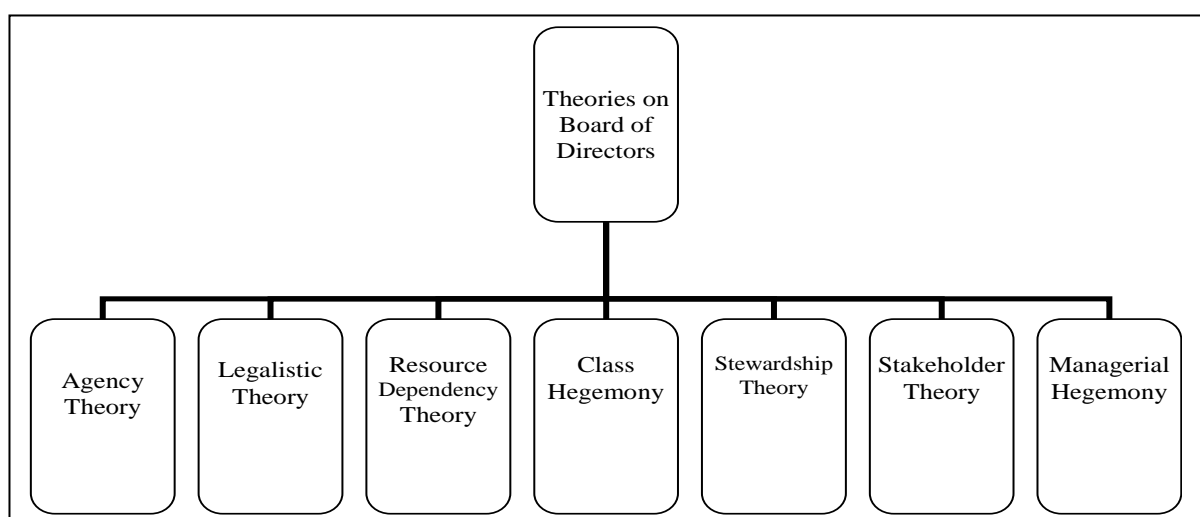 Theories on
Board of
Directors
Agency
Theory
Legalistic
Theory
Resource
Dependency
Theory
Class
Hegemony
Stewardship
Theory
Stakeholder
Theory
Managerial
Hegemony